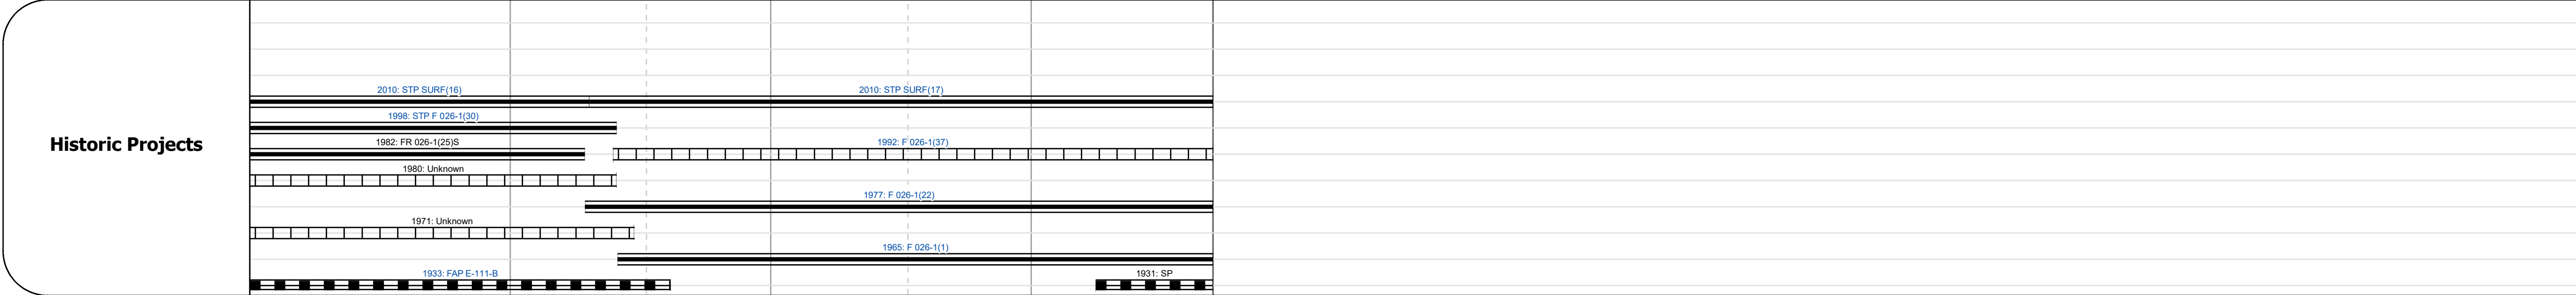 2010: STP SURF(16)
2010: STP SURF(17)
1998: STP F 026-1(30)
1982: FR 026-1(25)S
1992: F 026-1(37)
Historic Projects
1980: Unknown
1977: F 026-1(22)
1971: Unknown
1965: F 026-1(1)
1933: FAP E-111-B
1931: SP